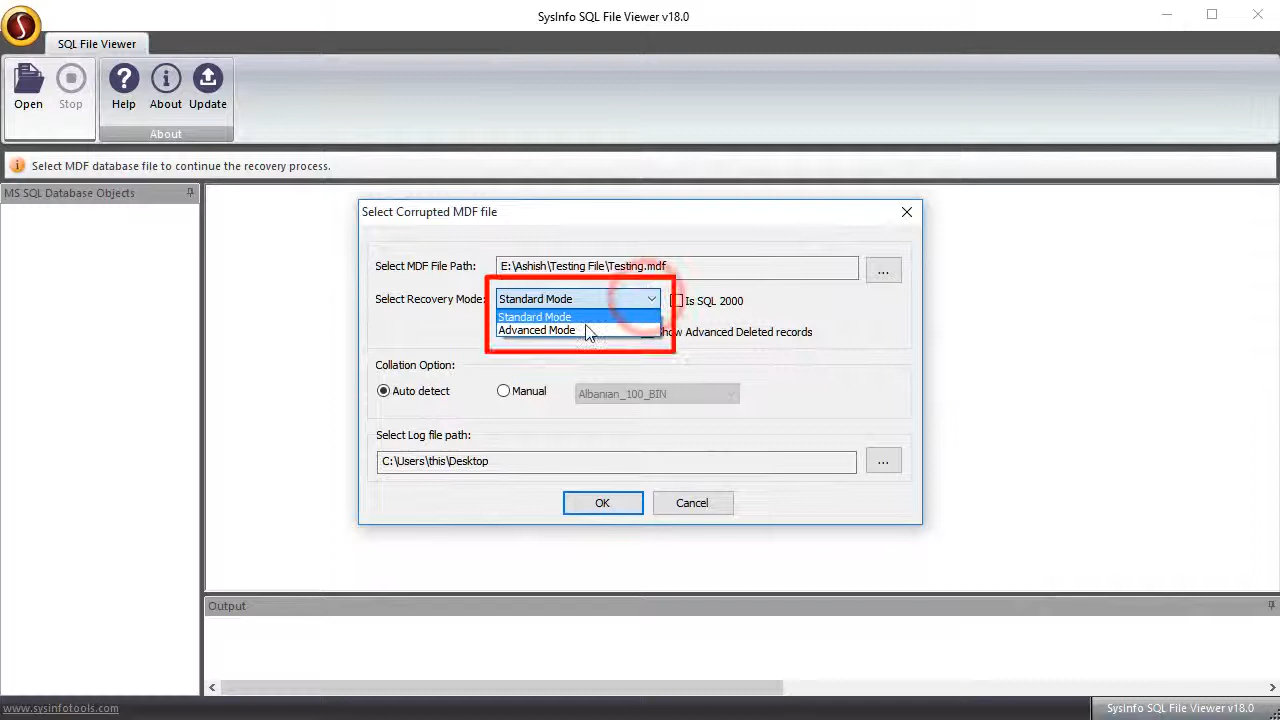 SysInfo SQL File Viewer v18.0
SQL File Viewer
Open Stop Help About Update
About
Select MDF database file to continue the recovery process.
MS SQL Database Objects
Select Corrupted MDF file
Select MDF File Path: E:\Ashish\Testing File\Testing.mdf ...
Select Recovery Mode: Standard Mode Is SQL 2000
Standard Mode
Advanced Mode Show Advanced Deleted records
Collation Option:
Auto detect Manual Albanian_100_BIN
Select Log file path:
C:\Users\this\Desktop ...
OK Cancel
Output
www.sysinfotools.com SysInfo SQL File Viewer v18.0